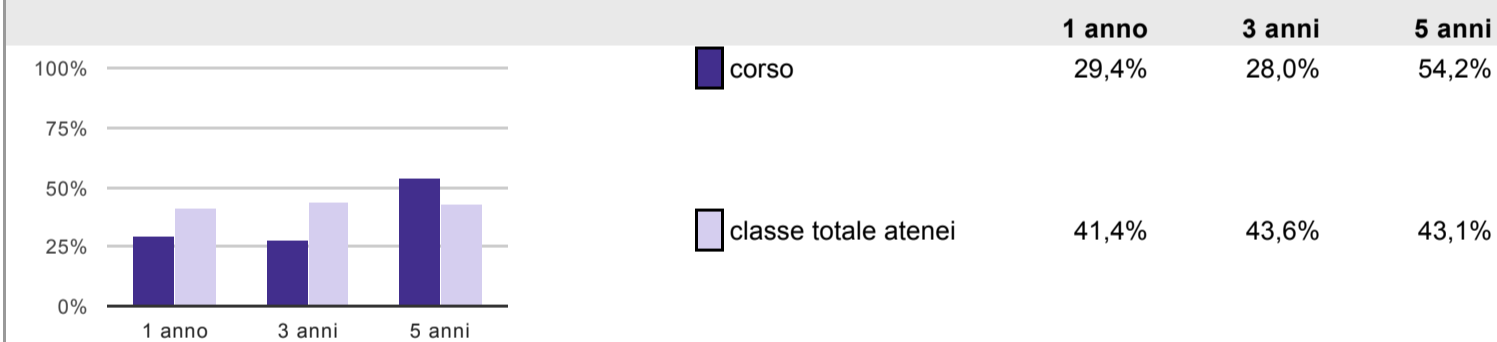 1 anno 3 anni 5 anni
100%
75%
50%
25%
0%
1 anno 3 anni 5 anni
corso 29,4% 28,0% 54,2%
classe totale atenei 41,4% 43,6% 43,1%